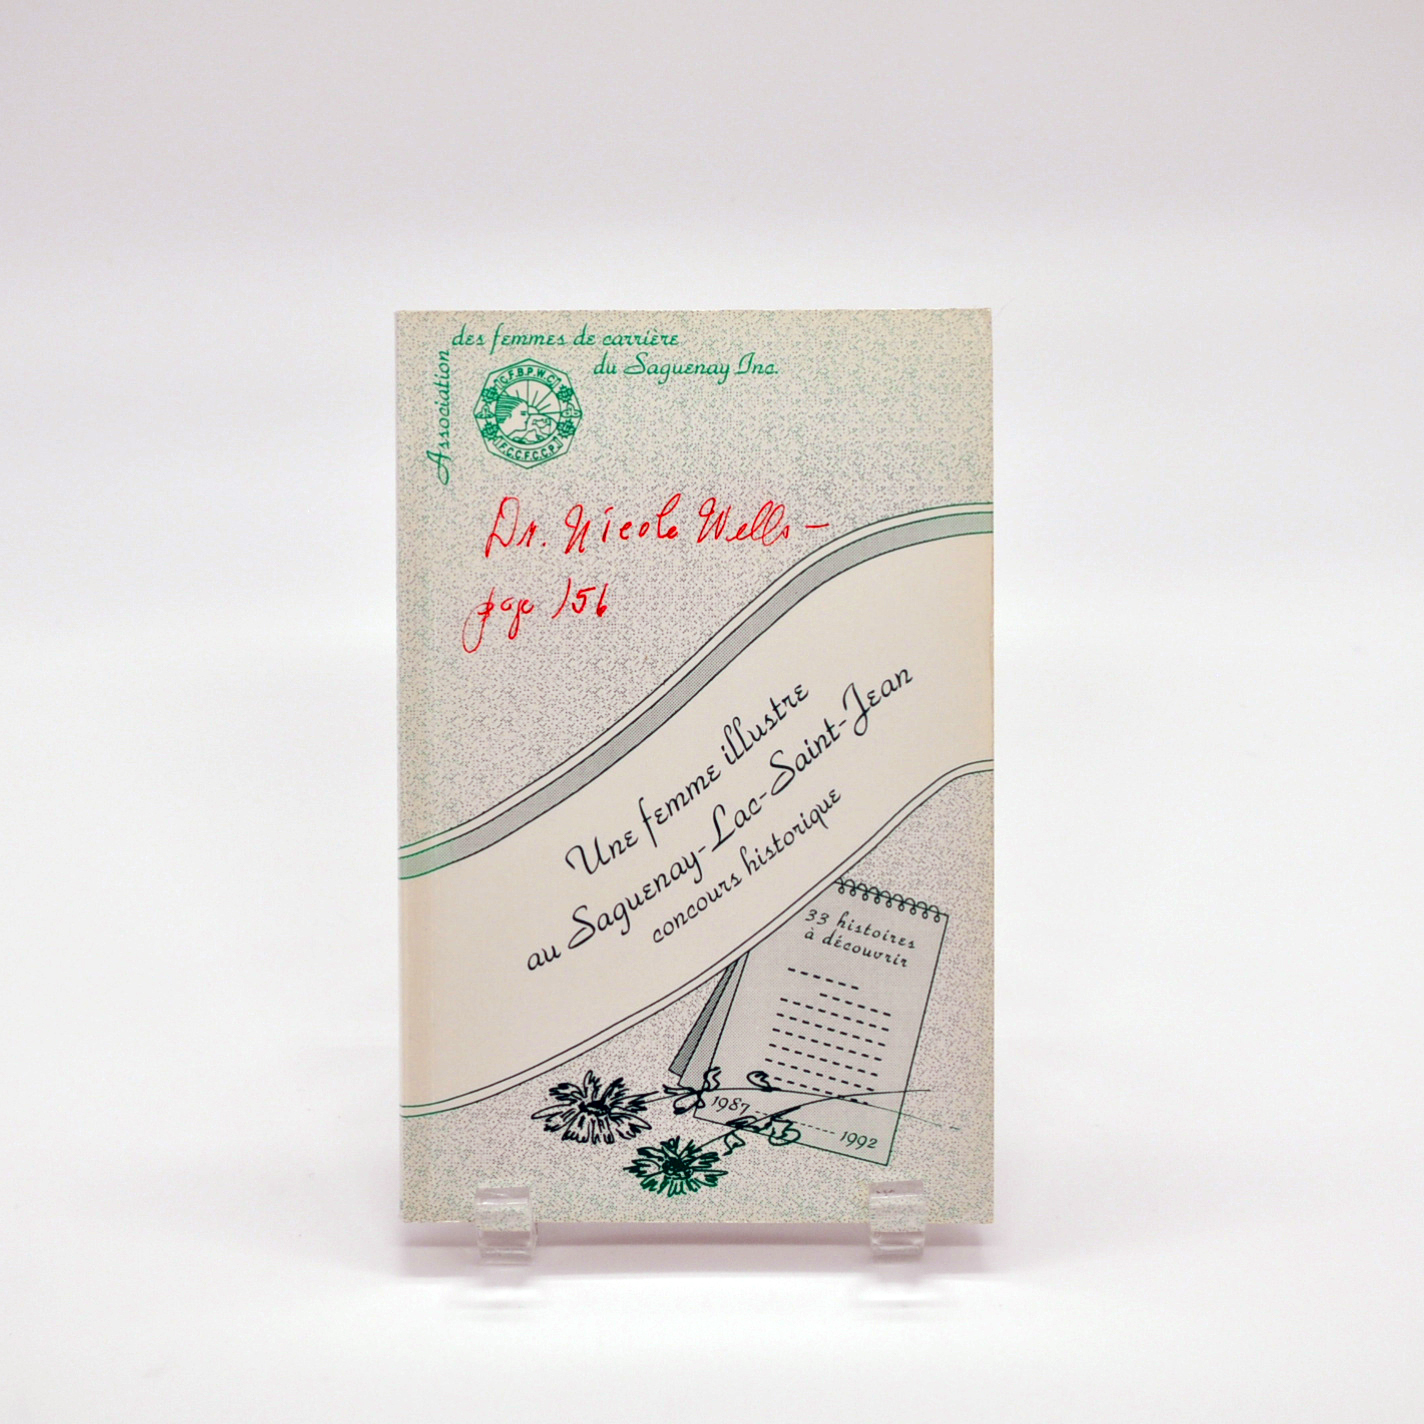 Association
des femmes de carrière
du Saguenay Inc.
C.F.B.P.W.C.
F.C.C.F.C.C.P.
Dr. Nicole Wells -
page 156
Une femme illustre
au Saguenay-Lac-Saint-Jean
concours historique
33 histoires
à découvrir
1987
1992